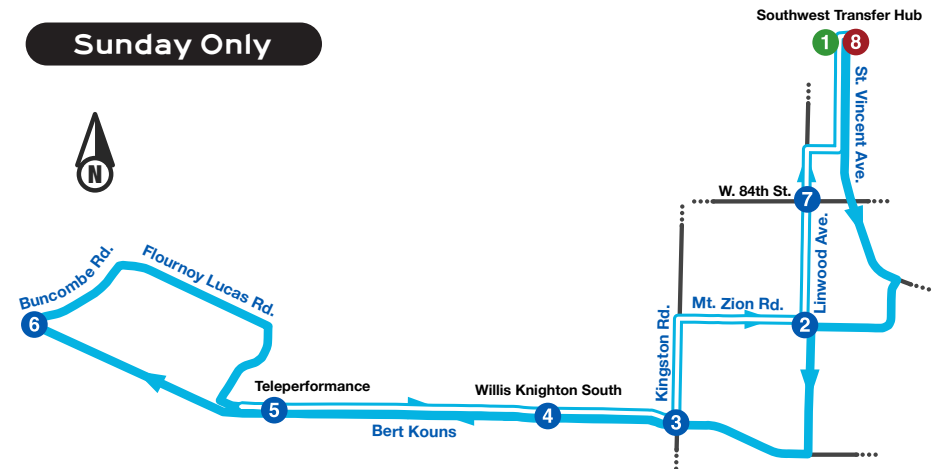 Southwest Transfer Hub
Sunday Only
1 8
St. Vincent Ave.
N
W. 84th St.
7
Linwood Ave.
Buncombe Rd.
Flournoy Lucas Rd.
Mt. Zion Rd.
Kingston Rd.
6
2
Teleperformance
Willis Knighton South
5
4
3
Bert Kouns